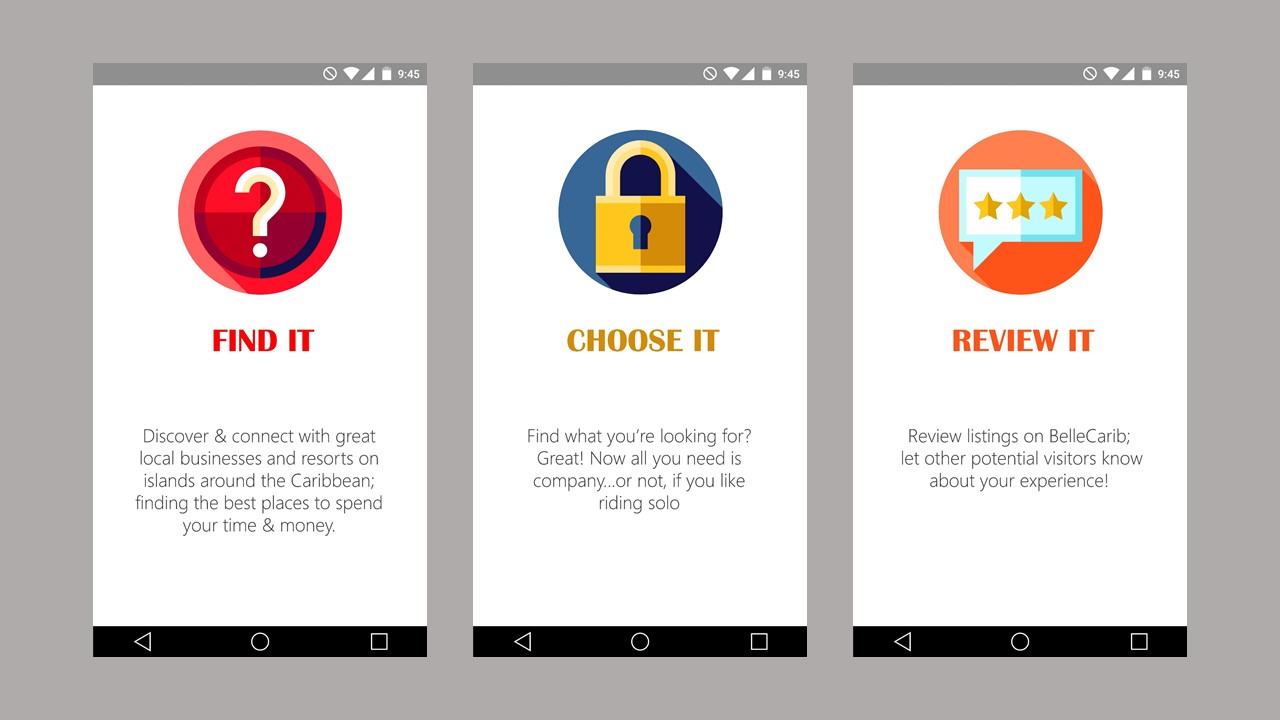 9:45
FIND IT
Discover & connect with great
local businesses and resorts on
islands around the Caribbean;
finding the best places to spend
your time & money.
9:45
CHOOSE IT
Find what you’re looking for?
Great! Now all you need is
company...or not, if you like
riding solo
9:45
REVIEW IT
Review listings on BelleCarib;
let other potential visitors know
about your experience!